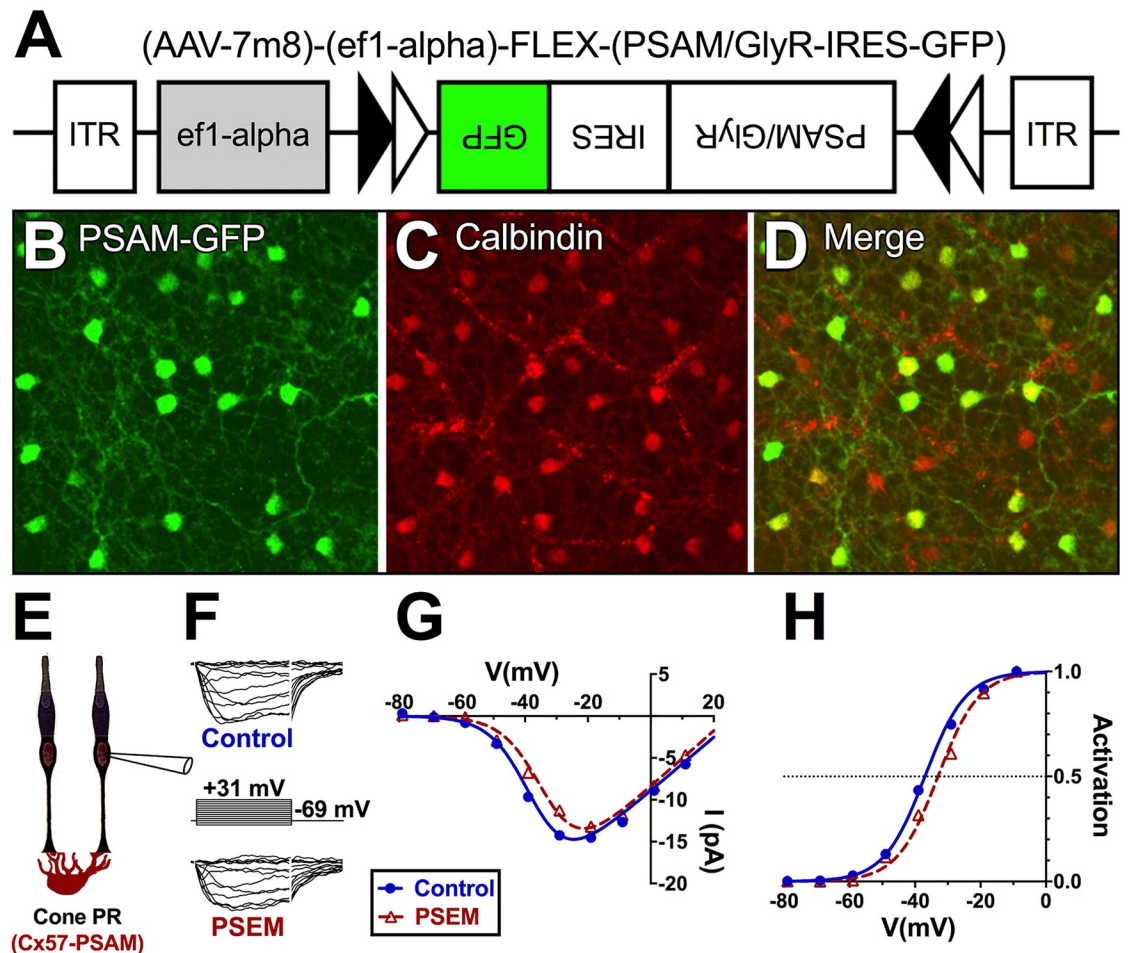 A
(AAV-7m8)-(ef1-alpha)-FLEX-(PSAM/GlyR-IRES-GFP)
ITR
ef1-alpha
GFP
IRES
PSAM/GlyR
ITR
B PSAM-GFP
C Calbindin
D Merge
E
Cone PR
(Cx57-PSAM)
F
Control
+31 mV
-69 mV
PSEM
G
V(mV)
-80 -60 -40 -20 20
5
-5
-10
-15
-20
I (pA)
Control
PSEM
H
1.0
0.5
0.0
Activation
-80 -60 -40 -20 0
V(mV)